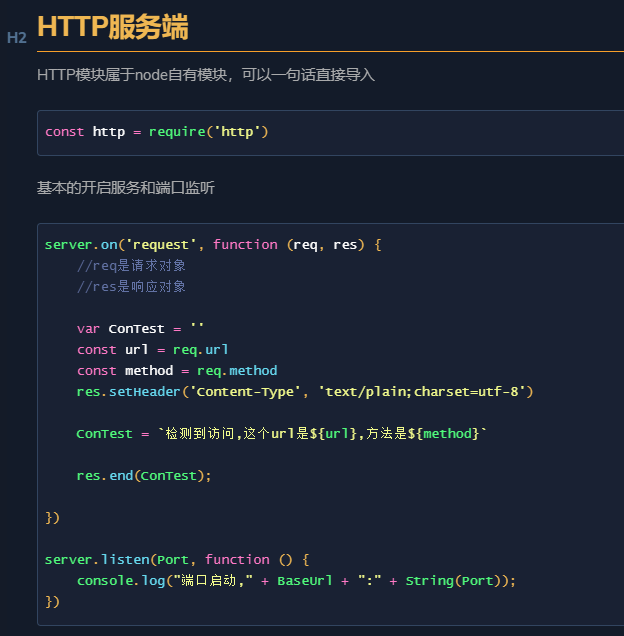 H2
HTTP服务端
HTTP模块属于node自有模块，可以一句话直接导入
const http = require('http')
基本的开启服务和端口监听
server.on('request', function (req, res) {
    //req是请求对象
    //res是响应对象
    var ConTest = ''
    const url = req.url
    const method = req.method
    res.setHeader('Content-Type', 'text/plain;charset=utf-8')
    ConTest = `检测到访问,这个url是${url},方法是${method}`
    res.end(ConTest);
})
server.listen(Port, function () {
    console.log("端口启动," + BaseUrl + ":" + String(Port));
})